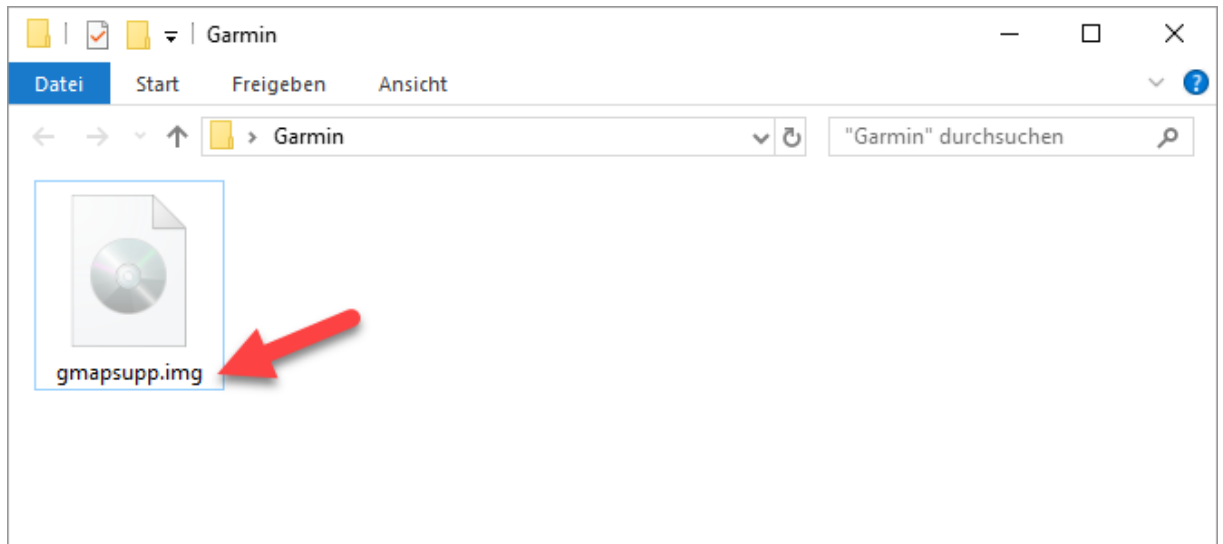 Garmin
Datei Start Freigeben Ansicht
Garmin "Garmin" durchsuchen
gmapsupp.img